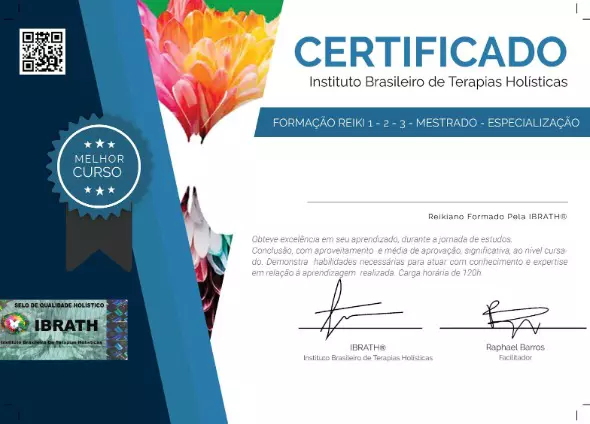 CERTIFICADO
Instituto Brasileiro de Terapias Holísticas
FORMAÇÃO REIKI 1 - 2 - 3 - MESTRADO - ESPECIALIZAÇÃO
MELHOR
CURSO
Reikiano Formado Pela IBRATH®
Obteve excelência em seu aprendizado, durante a jornada de estudos.
Conclusão, com aproveitamento e média de aprovação, significativa, ao nível cursa-
do. Demonstra habilidades necessárias para atuar com conhecimento e expertise
em relação à aprendizagem realizada. Carga horária de 120h
SELO DE QUALIDADE HOLÍSTICO
IBRATH
Instituto Brasileiro De Terapias Holísticas
IBRATH®
Instituto Brasileiro de Terapias Holísticas
Raphael Barros
Facilitador